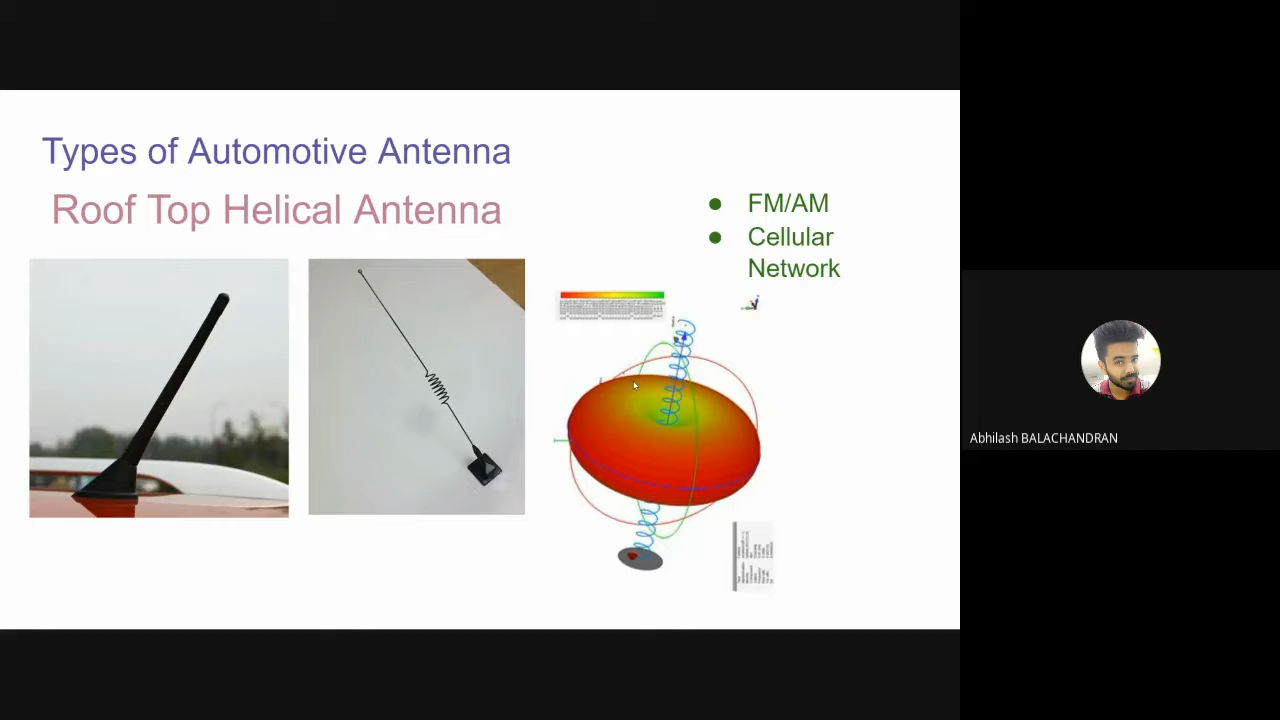 Types of Automotive Antenna
Roof Top Helical Antenna
● FM/AM
● Cellular
Network
Abhilash BALACHANDRAN